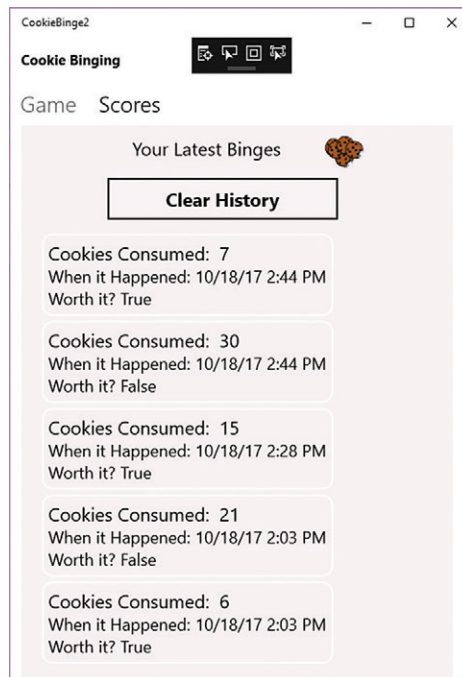 CookieBinge2
Cookie Binging
Game Scores
Your Latest Binges
Clear History
Cookies Consumed: 7
When it Happened: 10/18/17 2:44 PM
Worth it? True
Cookies Consumed: 30
When it Happened: 10/18/17 2:44 PM
Worth it? False
Cookies Consumed: 15
When it Happened: 10/18/17 2:28 PM
Worth it? True
Cookies Consumed: 21
When it Happened: 10/18/17 2:03 PM
Worth it? False
Cookies Consumed: 6
When it Happened: 10/18/17 2:03 PM
Worth it? True